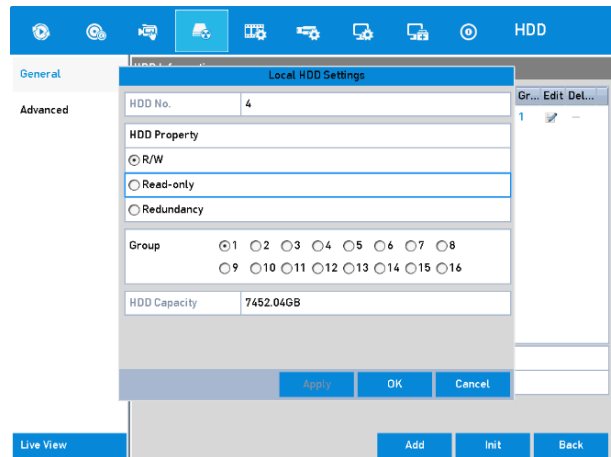 HDD
General
Advanced
Local HDD Settings
Gr... Edit Del...
1 —
HDD No. 4
HDD Property
R/W
Read-only
Redundancy
Group 1 2 3 4 5 6 7 8
9 10 11 12 13 14 15 16
HDD Capacity 7452.04GB
Apply OK Cancel
Live View Add Init Back